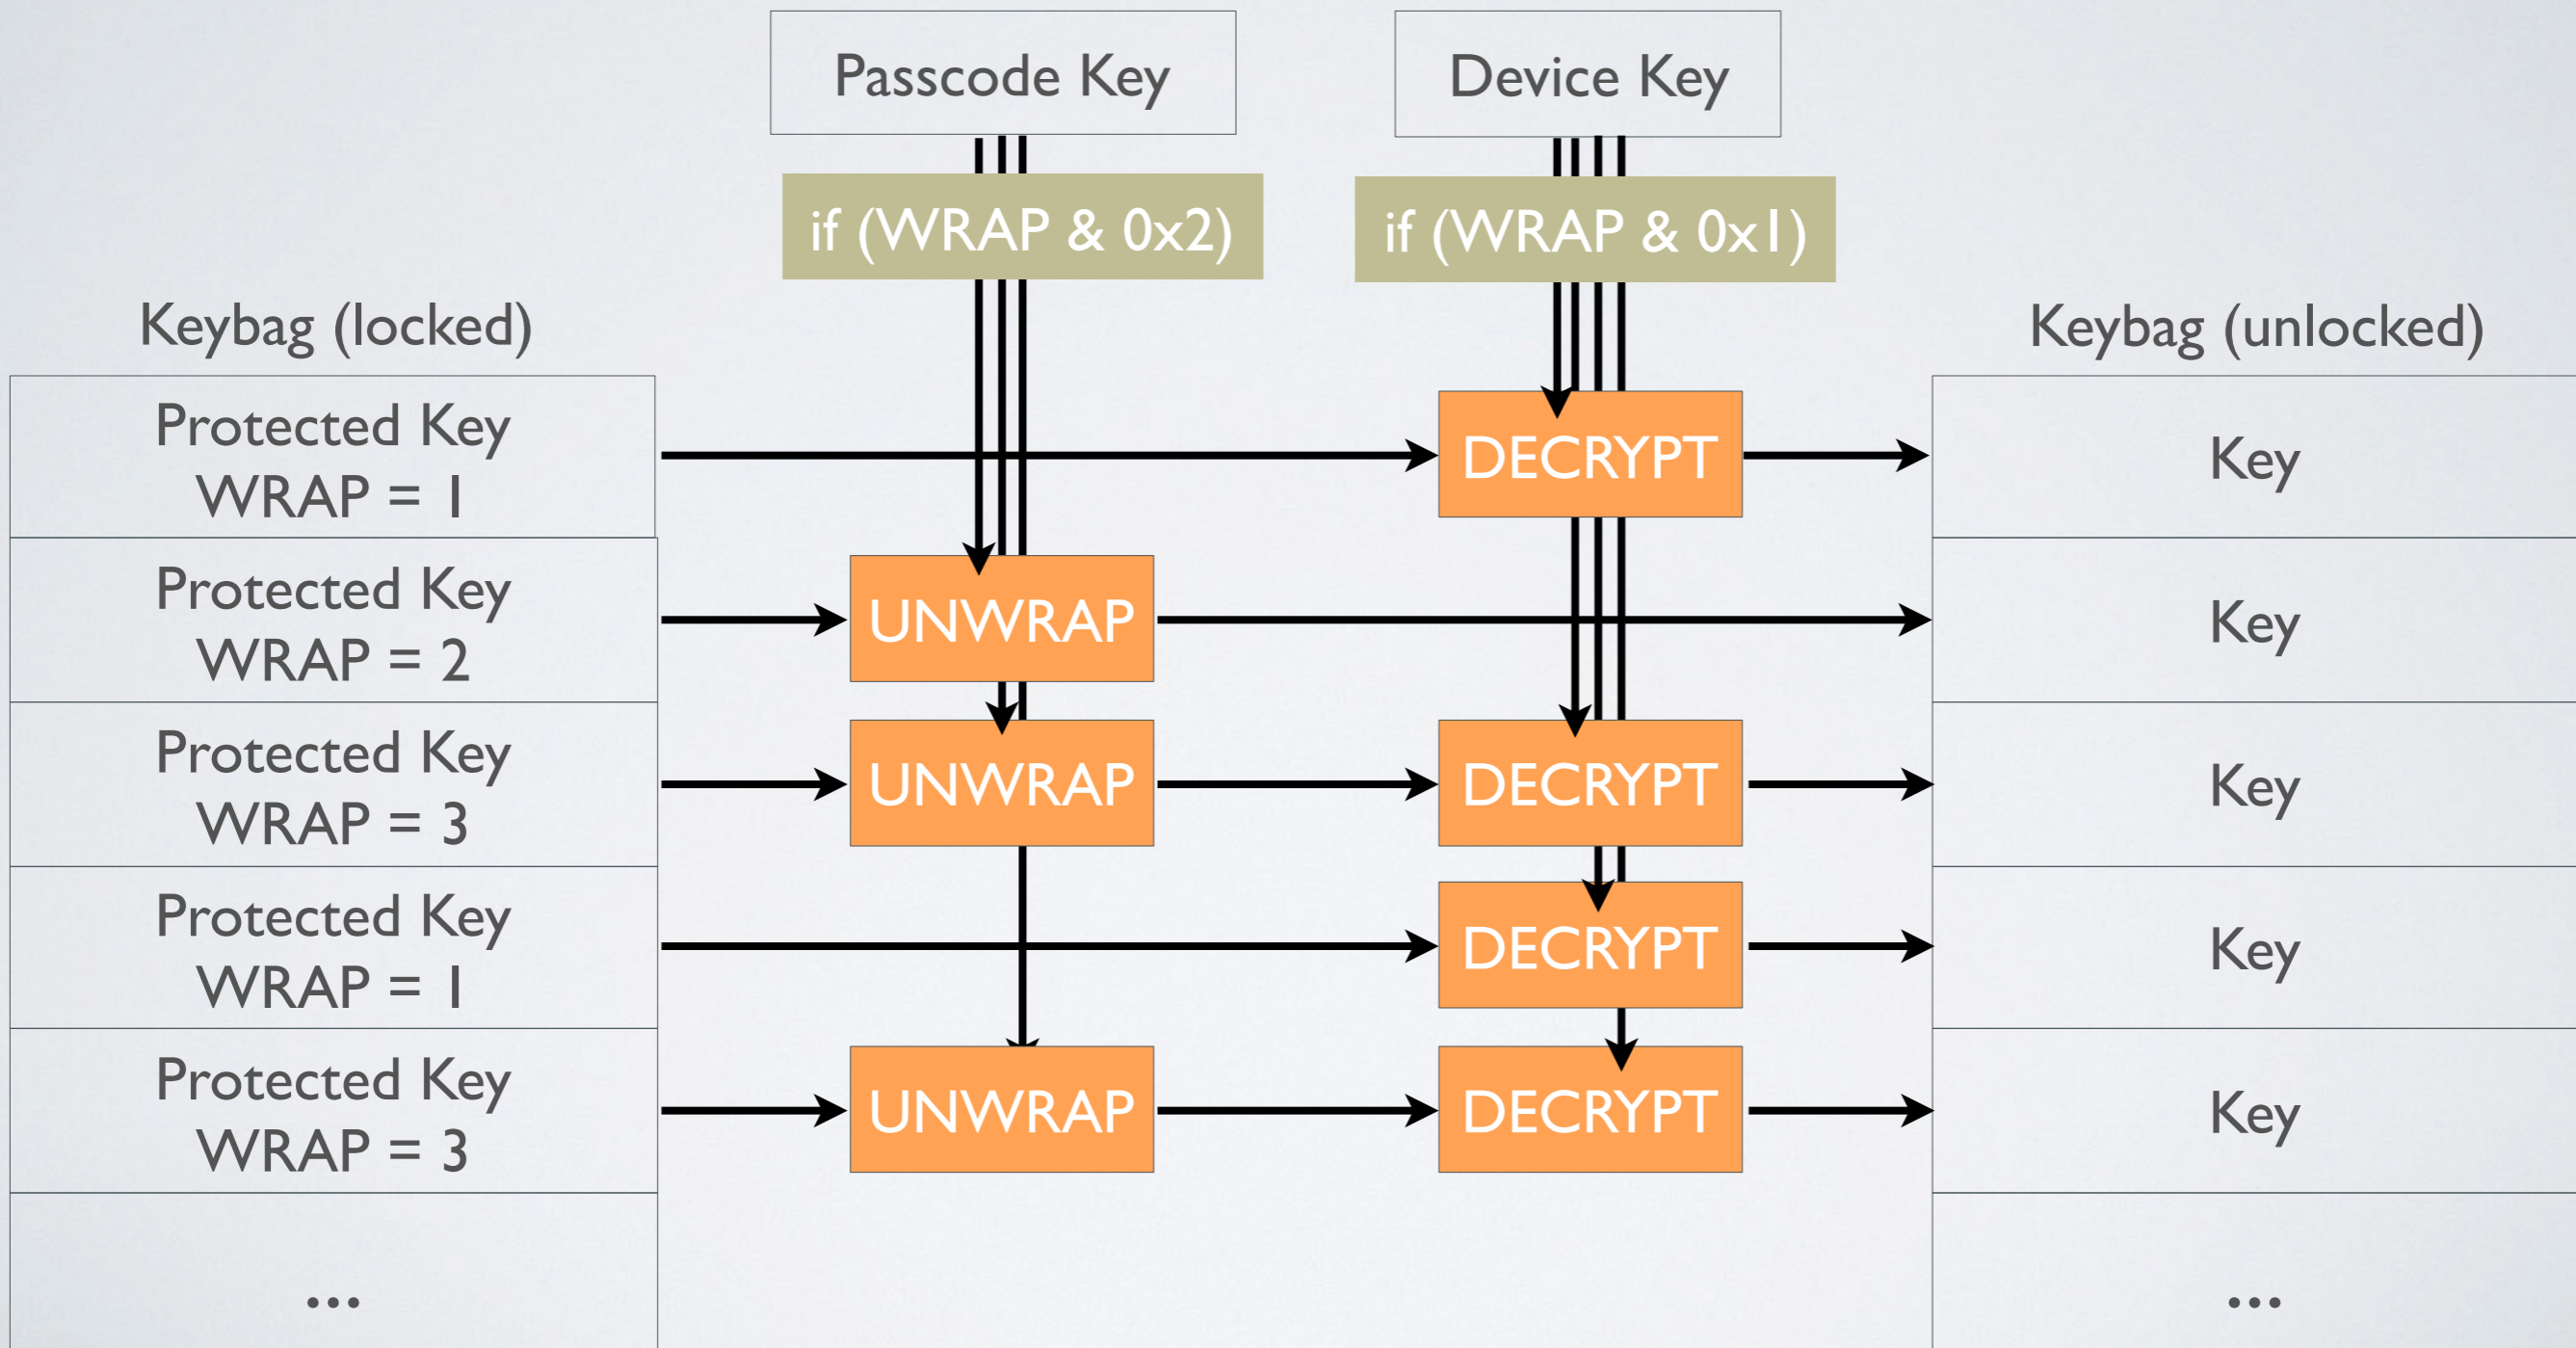 Passcode Key
Device Key
if (WRAP & 0x2)
if (WRAP & 0x1)
Keybag (locked)
Keybag (unlocked)
Protected Key
WRAP = 1
DECRYPT
Key
Protected Key
WRAP = 2
UNWRAP
Key
Protected Key
WRAP = 3
UNWRAP
DECRYPT
Key
Protected Key
WRAP = 1
DECRYPT
Key
Protected Key
WRAP = 3
UNWRAP
DECRYPT
Key
...
...